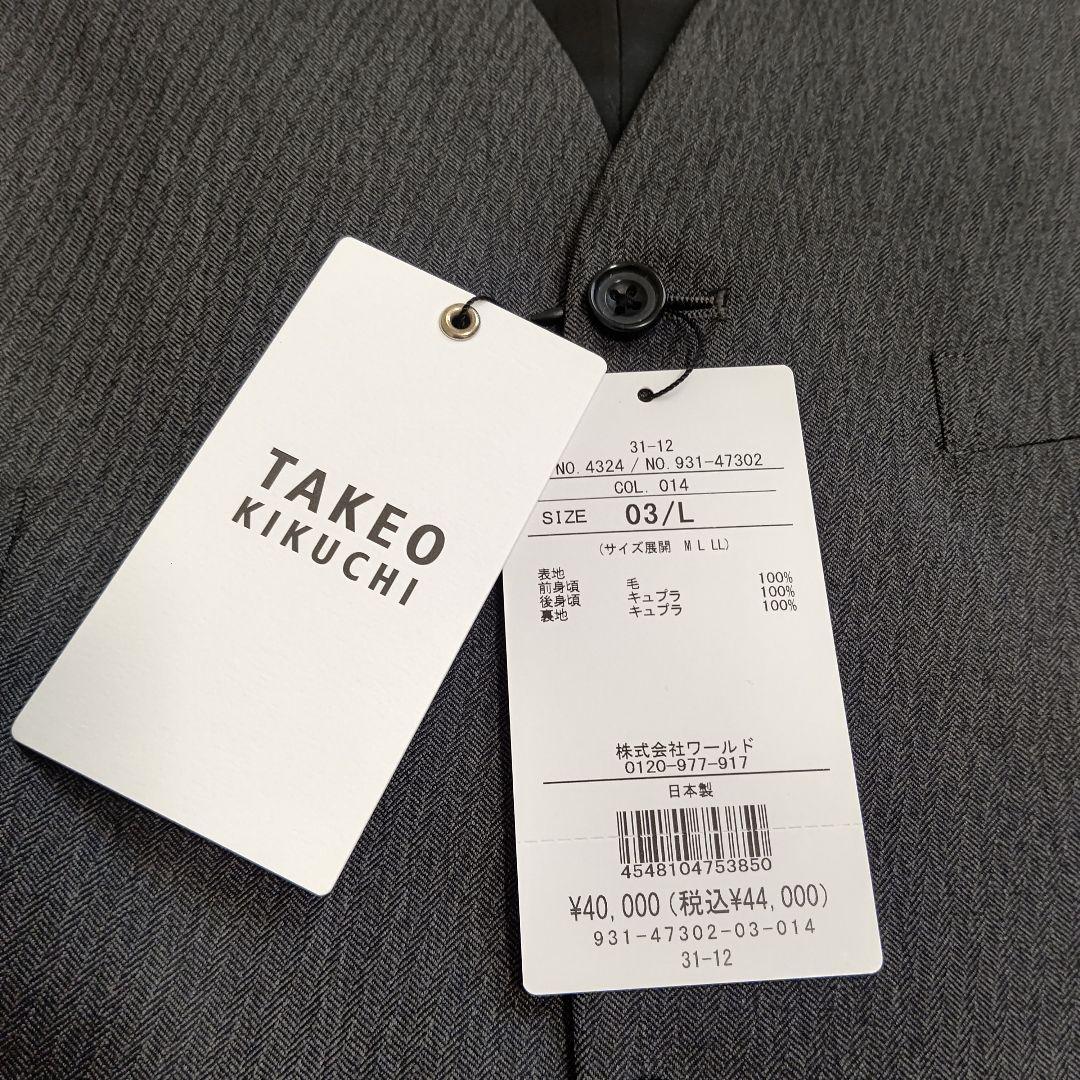 TAKEO
KIKUCHI
31-12
NO. 4324 / NO. 931-47302
COL. 014
SIZE 03/L
(サイズ展開 M L LL)
表地
前身頃 毛 100%
後身頃 キュプラ 100%
裏地 キュプラ 100%
株式会社ワールド
0120-977-917
日本製
4548104753850
¥40,000(税込¥44,000)
931-47302-03-014
31-12